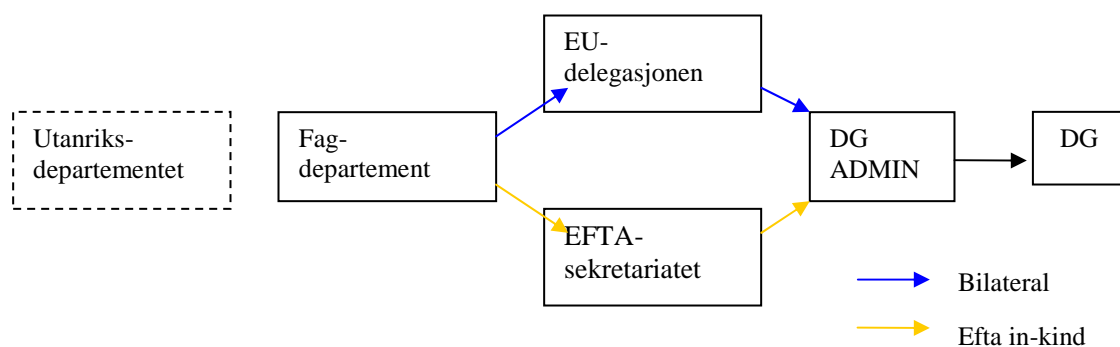 EU-
delegasjonen
Utanriks-
departementet
Fag-
departement
DG
ADMIN
DG
EFTA-
sekretariatet
Bilateral
Efta in-kind